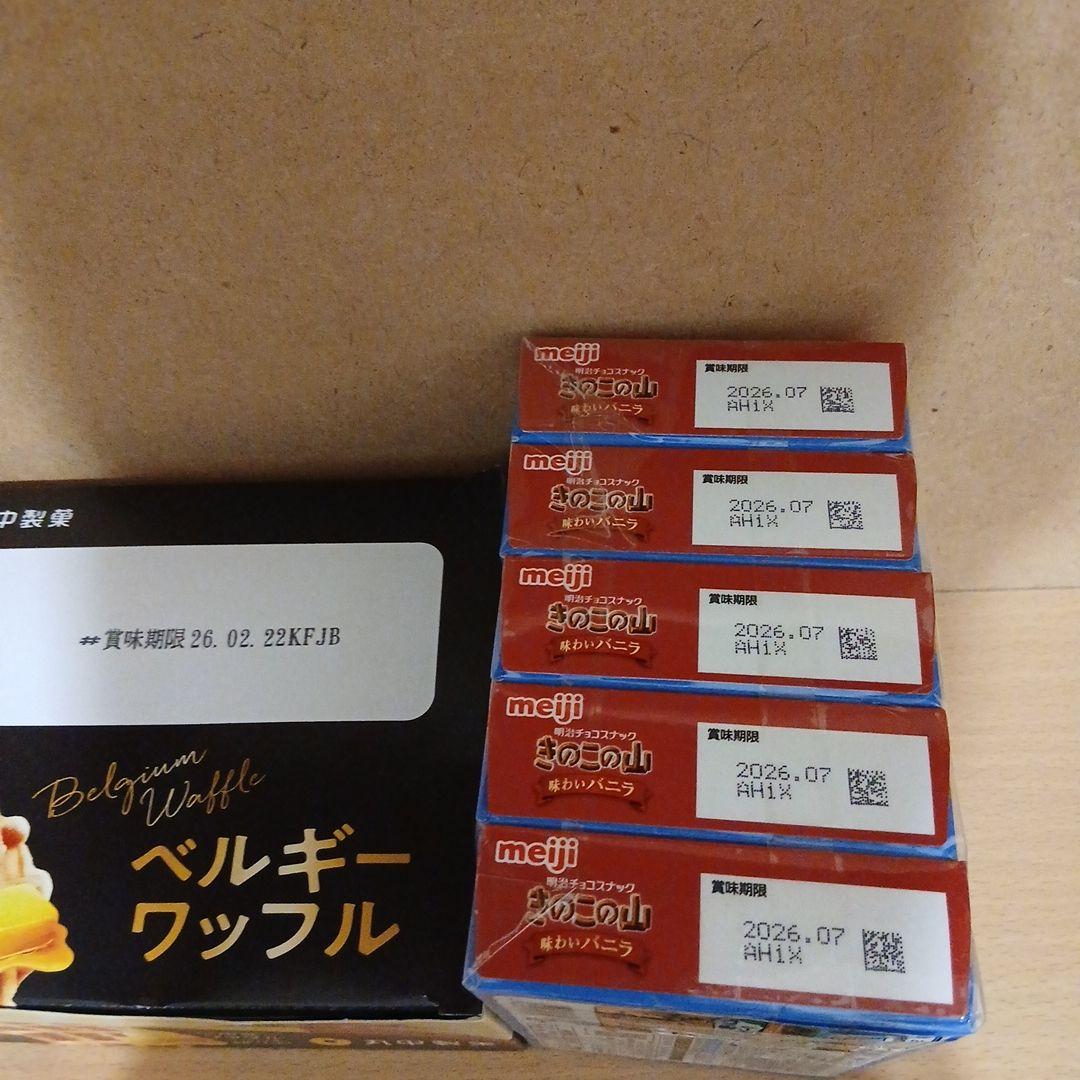 中製菓
#賞味期限 26. 02. 22KFJB
Belgium
Waffle
ベルギー
ワッフル
meiji
明治チョコスナック
きのこの山
味わいバニラ
賞味期限
2026.07
AH1X
meiji
明治チョコスナック
きのこの山
味わいバニラ
賞味期限
2026.07
AH1X
meiji
明治チョコスナック
きのこの山
味わいバニラ
賞味期限
2026.07
AH1X
meiji
明治チョコスナック
きのこの山
味わいバニラ
賞味期限
2026.07
AH1X
meiji
明治チョコスナック
きのこの山
味わいバニラ
賞味期限
2026.07
AH1X